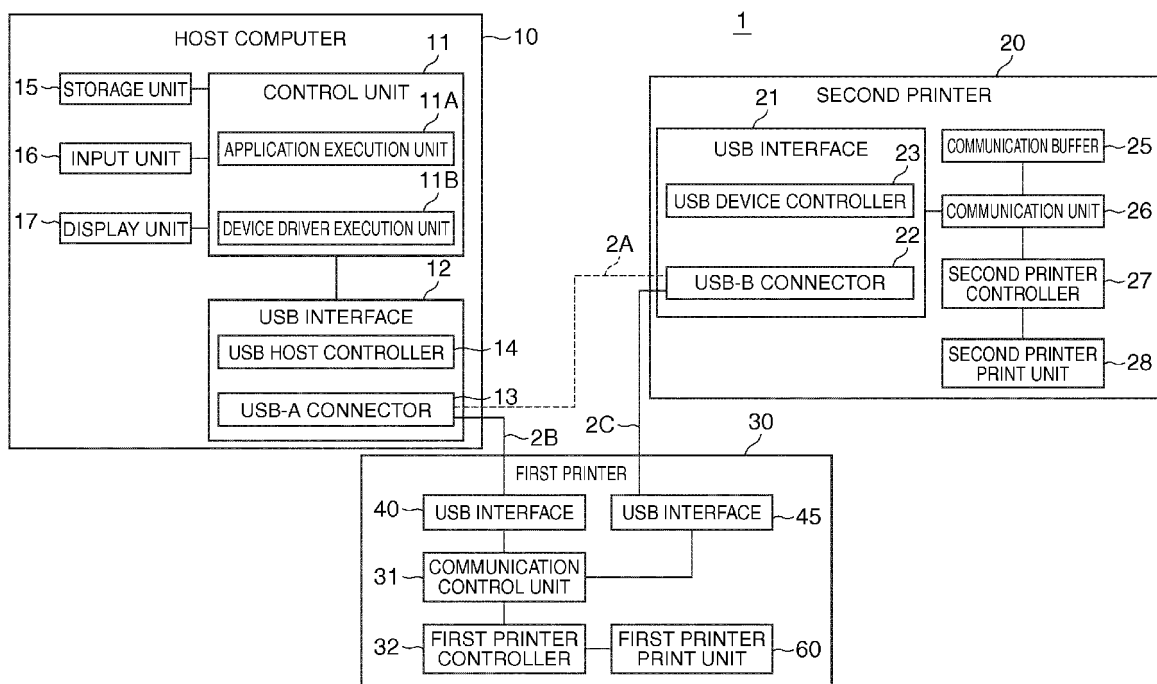 1
HOST COMPUTER
10
11
15
STORAGE UNIT
CONTROL UNIT
11A
APPLICATION EXECUTION UNIT
16
INPUT UNIT
11B
DEVICE DRIVER EXECUTION UNIT
17
DISPLAY UNIT
12
USB INTERFACE
USB HOST CONTROLLER
14
13
USB-A CONNECTOR
2A
2B
2C
20
SECOND PRINTER
21
USB INTERFACE
23
USB DEVICE CONTROLLER
22
USB-B CONNECTOR
COMMUNICATION BUFFER
25
COMMUNICATION UNIT
26
SECOND PRINTER
CONTROLLER
27
SECOND PRINTER
PRINT UNIT
28
30
FIRST PRINTER
40
USB INTERFACE
USB INTERFACE
45
31
COMMUNICATION
CONTROL UNIT
32
FIRST PRINTER
CONTROLLER
FIRST PRINTER
PRINT UNIT
60